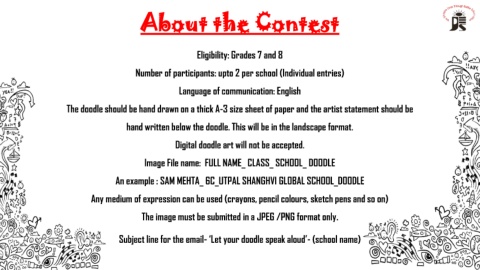 About the Contest
Eligibility: Grades 7 and 8
Number of participants: upto 2 per school (Individual entries)
Language of communication: English
The doodle should be hand drawn on a thick A-3 size sheet of paper and the artist statement should be
hand written below the doodle. This will be in the landscape format.
Digital doodle art will not be accepted.
Image File name: FULL NAME_ CLASS_ SCHOOL_ DOODLE
An example : SAM MEHTA_ 6C_UTPAL SHANGHVI GLOBAL SCHOOL_DOODLE
Any medium of expression can be used (crayons, pencil colours, sketch pens and so on)
The image must be submitted in a JPEG /PNG format only.
Subject line for the email- ‘Let your doodle speak aloud’- (school name)